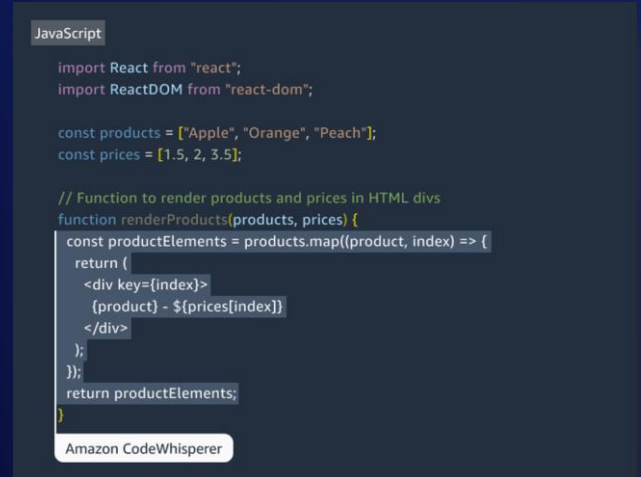 JavaScript
import React from "react";
import ReactDOM from "react-dom";
const products = ["Apple", "Orange", "Peach"];
const prices = [1.5, 2, 3.5];
// Function to render products and prices in HTML divs
function renderProducts(products, prices) {
const productElements = products.map((product, index) => {
return (
<div key={index}>
{product} - ${prices[index]}
</div>
);
});
return productElements;
}
Amazon CodeWhisperer